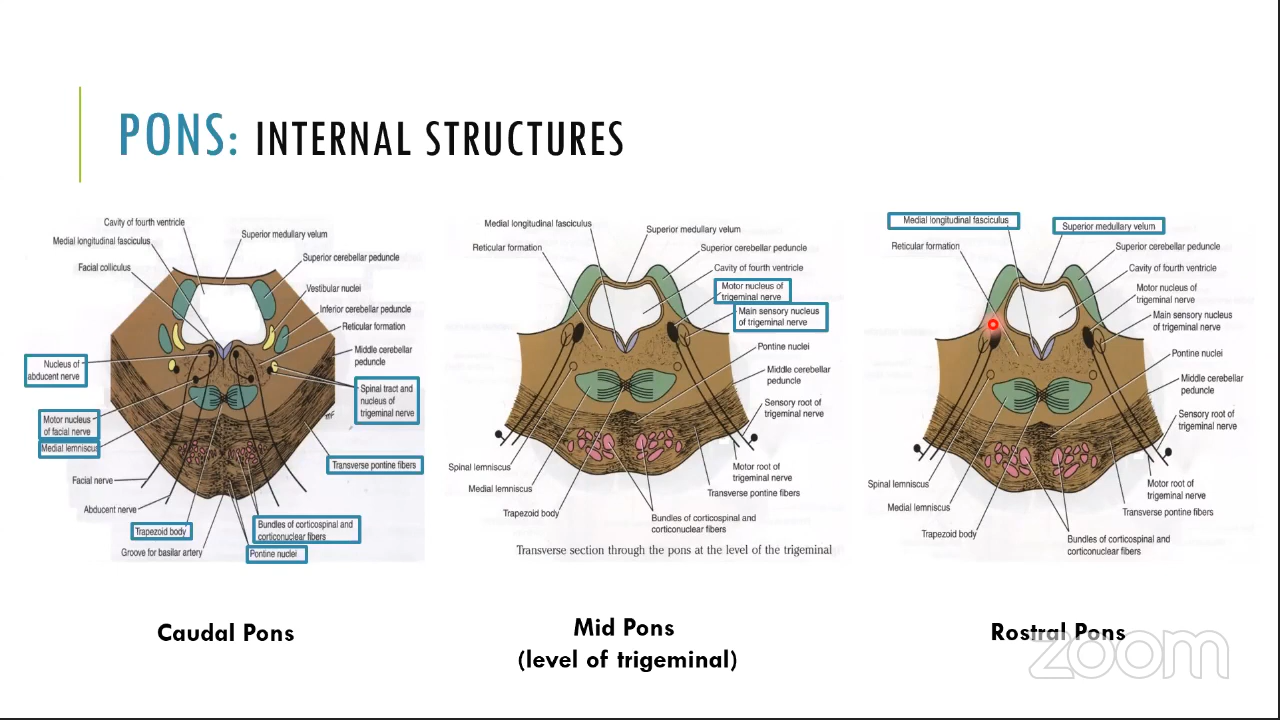 PONS: INTERNAL STRUCTURES
Cavity of fourth ventricle
Medial longitudinal fasciculus
Facial colliculus
Superior medullary velum
Superior cerebellar peduncle
Vestibular nuclei
Inferior cerebellar peduncle
Reticular formation
Middle cerebellar
peduncle
Nucleus of
abducent nerve
Spinal tract and
nucleus of
trigeminal nerve
Motor nucleus
of facial nerve
Medial lemniscus
Transverse pontine fibers
Facial nerve
Abducent nerve
Trapezoid body
Bundles of corticospinal and
corticonuclear fibers
Groove for basilar artery
Pontine nuclei
Caudal Pons
Medial longitudinal fasciculus
Reticular formation
Superior medullary velum
Superior cerebellar peduncle
Cavity of fourth ventricle
Motor nucleus of
trigeminal nerve
Main sensory nucleus
of trigeminal nerve
Pontine nuclei
Middle cerebellar
peduncle
Sensory root of
trigeminal nerve
Spinal lemniscus
Motor root of
trigeminal nerve
Medial lemniscus
Transverse pontine fibers
Trapezoid body
Bundles of corticospinal and
corticonuclear fibers
Transverse section through the pons at the level of the trigeminal
Mid Pons
(level of trigeminal)
Medial longitudinal fasciculus
Superior medullary velum
Reticular formation
Superior cerebellar peduncle
Cavity of fourth ventricle
Motor nucleus of
trigeminal nerve
Main sensory nucleus
of trigeminal nerve
Pontine nuclei
Middle cerebellar
peduncle
Sensory root of
trigeminal nerve
Spinal lemniscus
Motor root of
trigeminal nerve
Medial lemniscus
Transverse pontine fibers
Trapezoid body
Bundles of corticospinal and
corticonuclear fibers
Rostral Pons
zoom